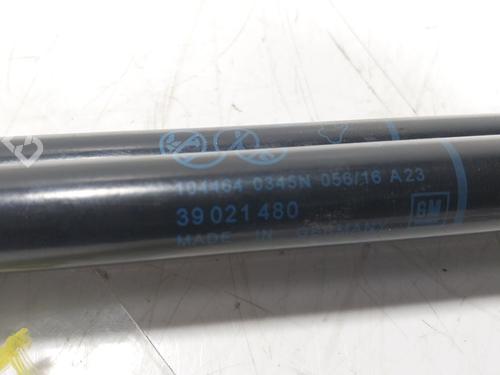 104464 0345N 056/16 A23
39 021 480
MADE IN GERMANY
GM